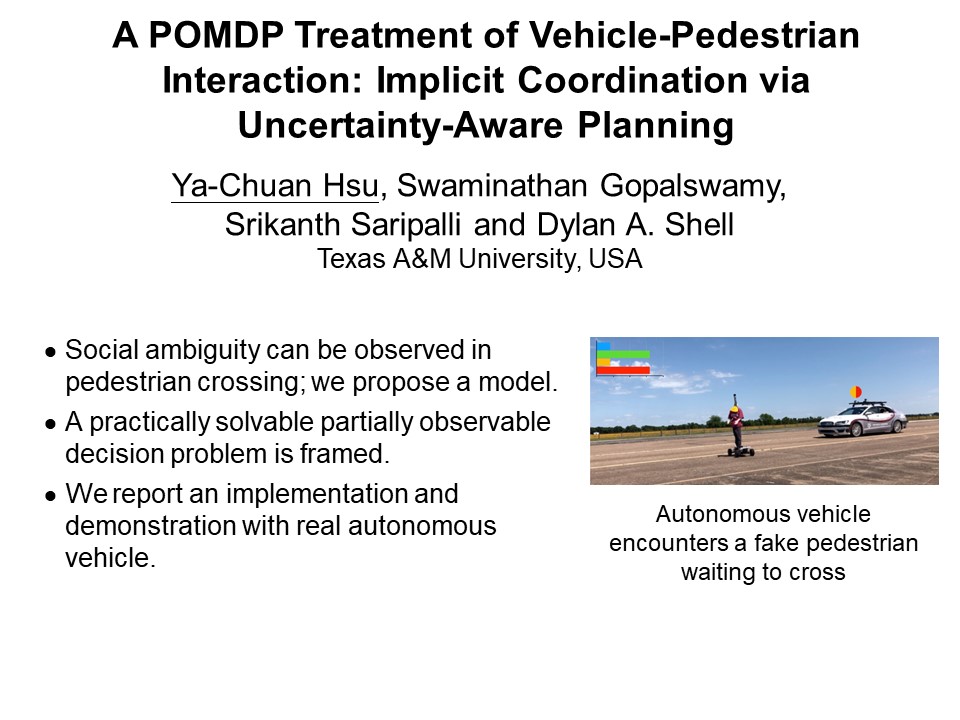 A POMDP Treatment of Vehicle-Pedestrian
Interaction: Implicit Coordination via
Uncertainty-Aware Planning
Ya-Chuan Hsu, Swaminathan Gopalswamy,
Srikanth Saripalli and Dylan A. Shell
Texas A&M University, USA
● Social ambiguity can be observed in
pedestrian crossing; we propose a model.
● A practically solvable partially observable
decision problem is framed.
● We report an implementation and
demonstration with real autonomous
vehicle.
Autonomous vehicle
encounters a fake pedestrian
waiting to cross